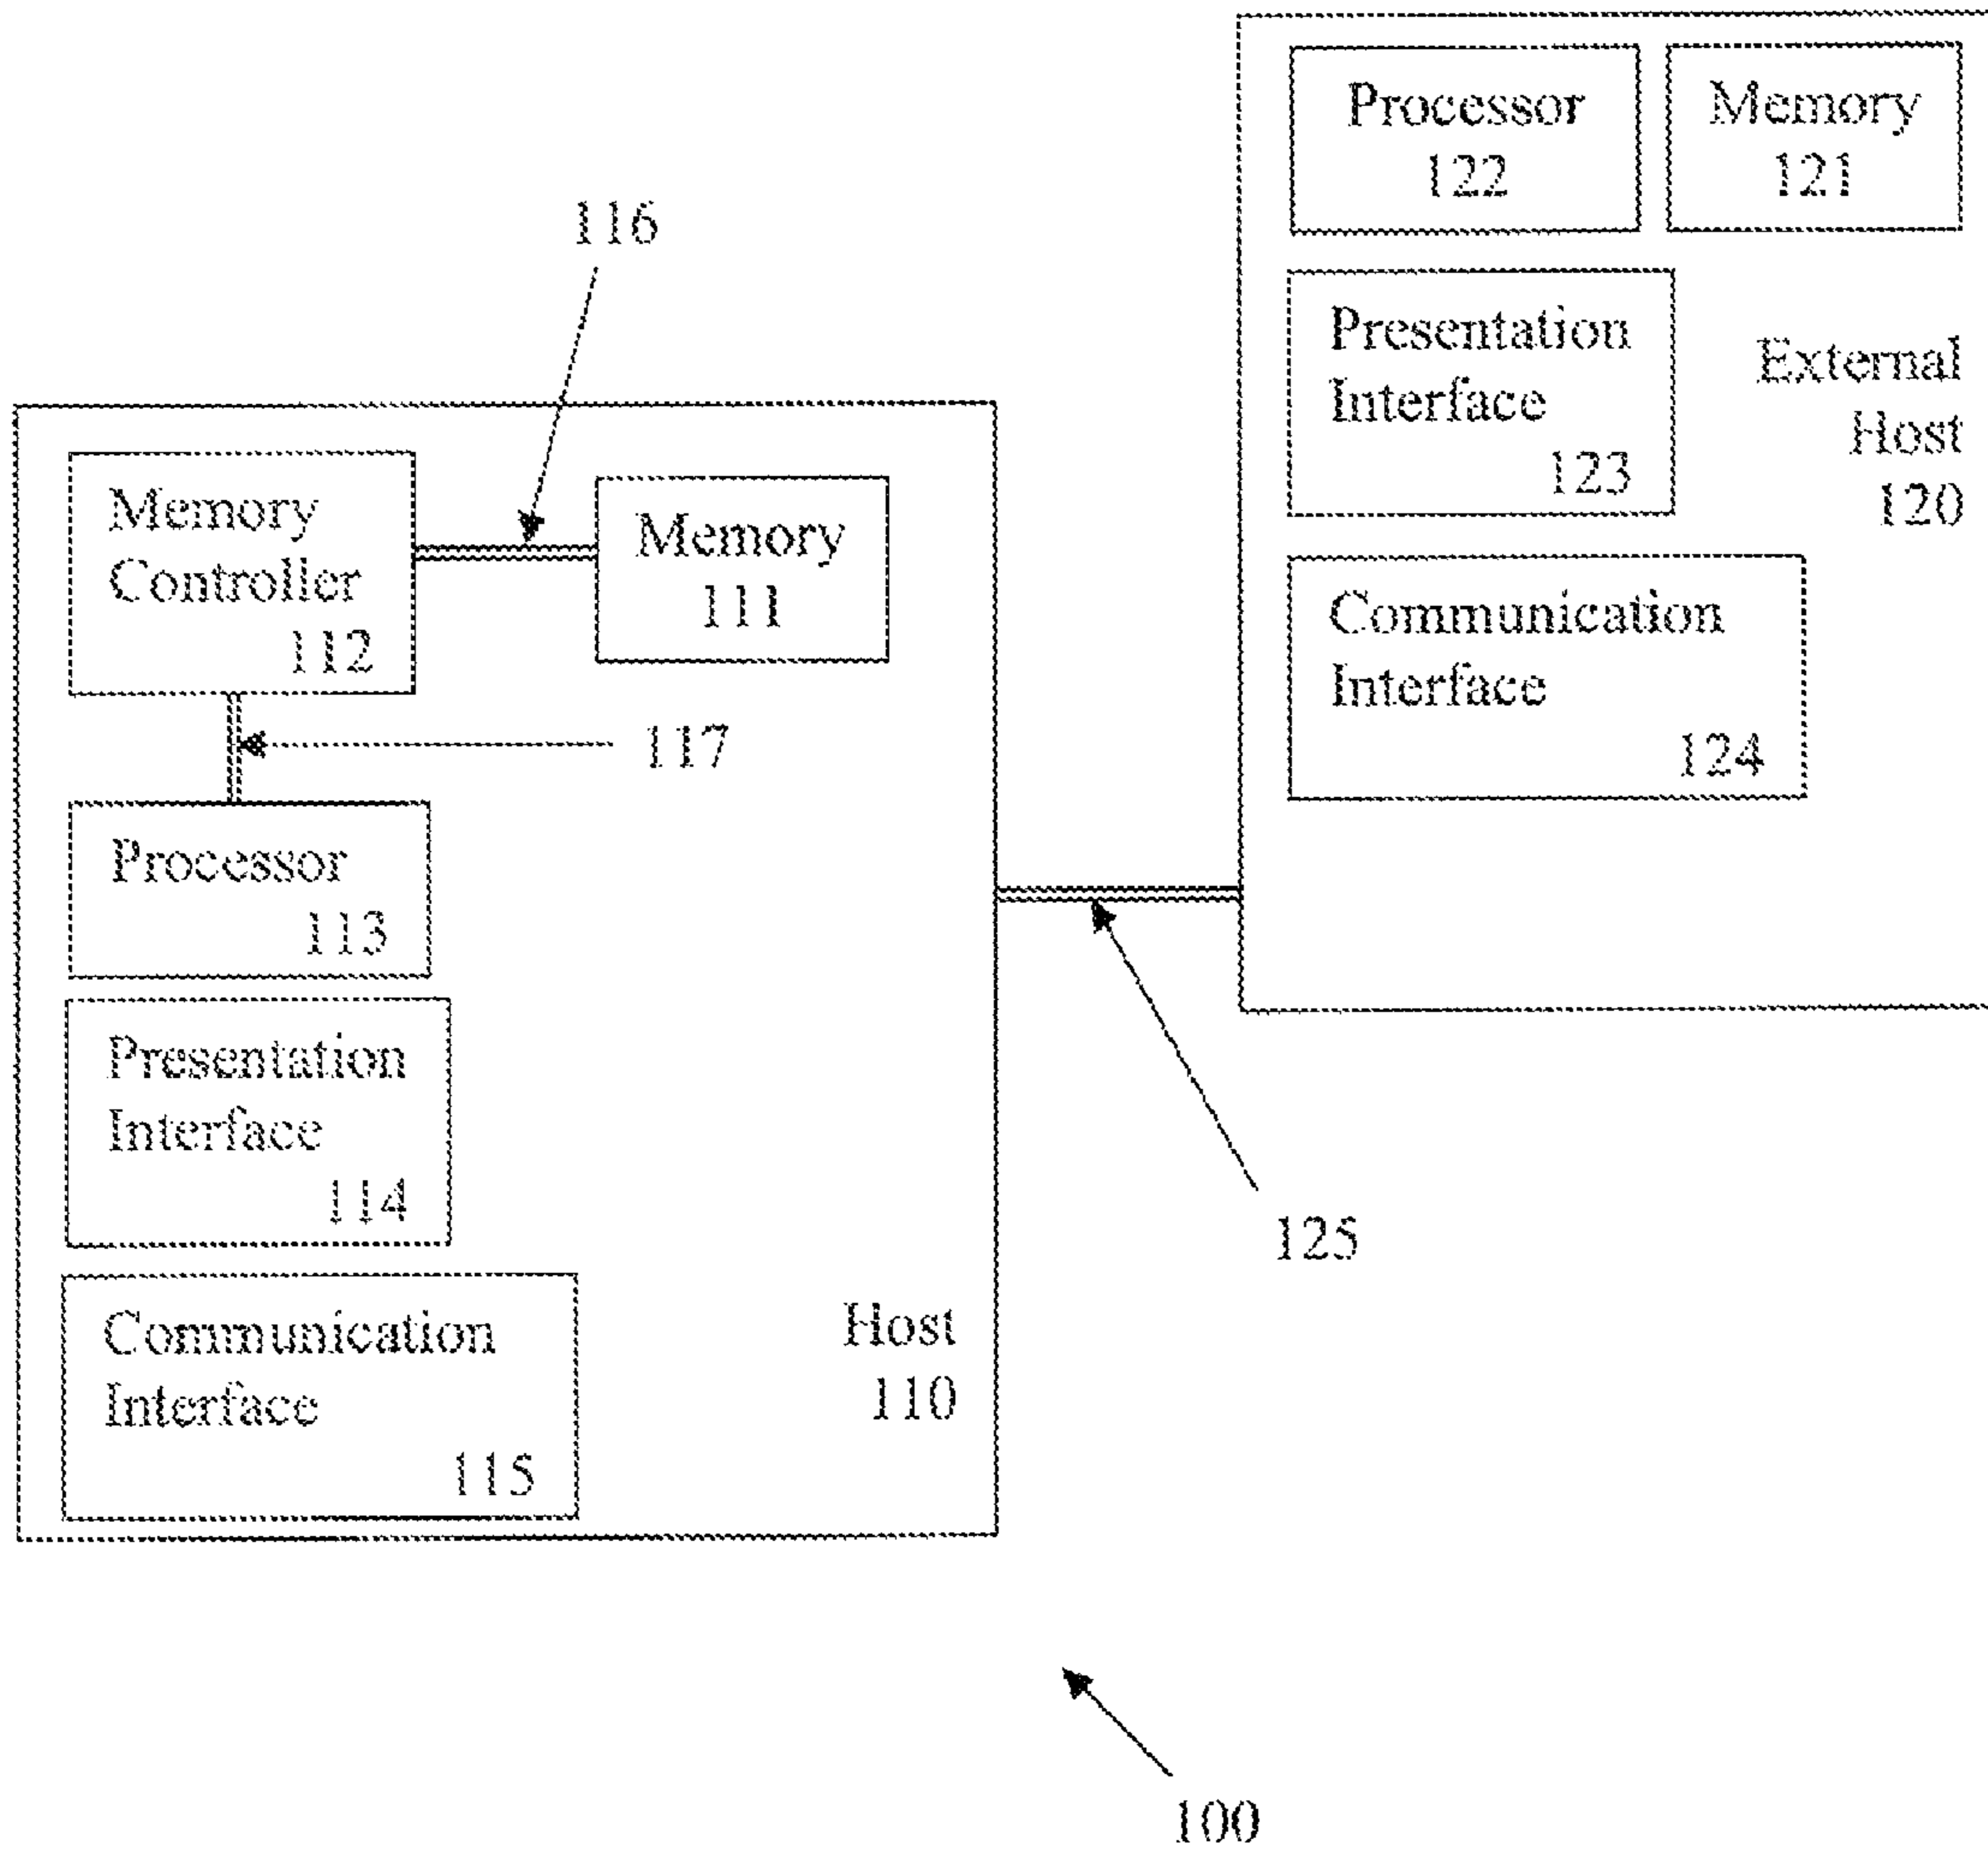 Processor
122
Memory
121
Presentation
Interface
123
External
Host
120
Communication
Interface
124
116
Memory
Controller
112
Memory
111
117
Processor
113
Presentation
Interface
114
Communication
Interface
115
Host
110
125
100